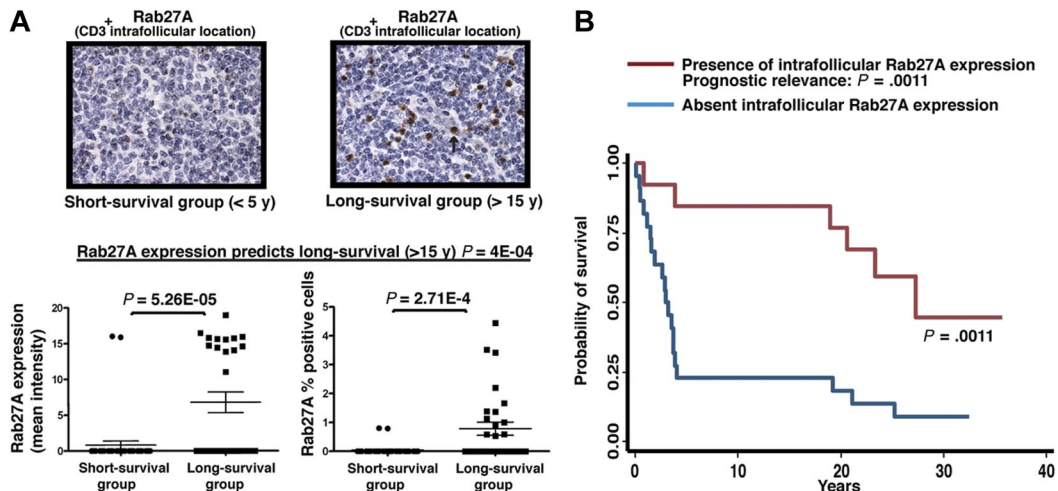 A
Rab27A
(CD3+ intrafollicular location)
Rab27A
(CD3+ intrafollicular location)
Short-survival group (< 5 y)
Long-survival group (> 15 y)
Rab27A expression predicts long-survival (>15 y) P = 4E-04
Rab27A expression
(mean intensity)
20
15
10
5
0
P = 5.26E-05
Short-survival
group
Long-survival
group
Rab27A % positive cells
5
4
3
2
1
0
P = 2.71E-4
Short-survival
group
Long-survival
group
B
Presence of intrafollicular Rab27A expression
Prognostic relevance: P = .0011
Absent intrafollicular Rab27A expression
Probability of survival
1.00
0.75
0.50
0.25
0.00
P = .0011
0 10 20 30 40
Years